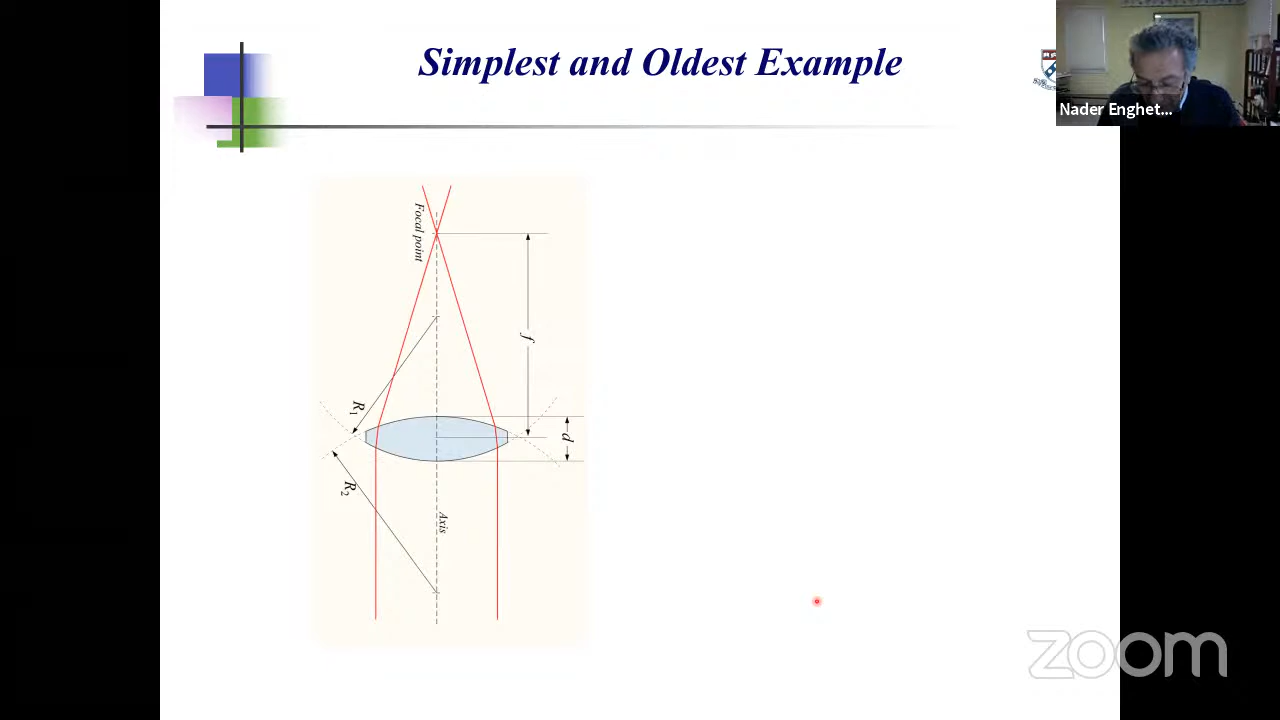 Simplest and Oldest Example
Nader Enghet...
Focal point
f
R1
d
R2
Axis
zoom